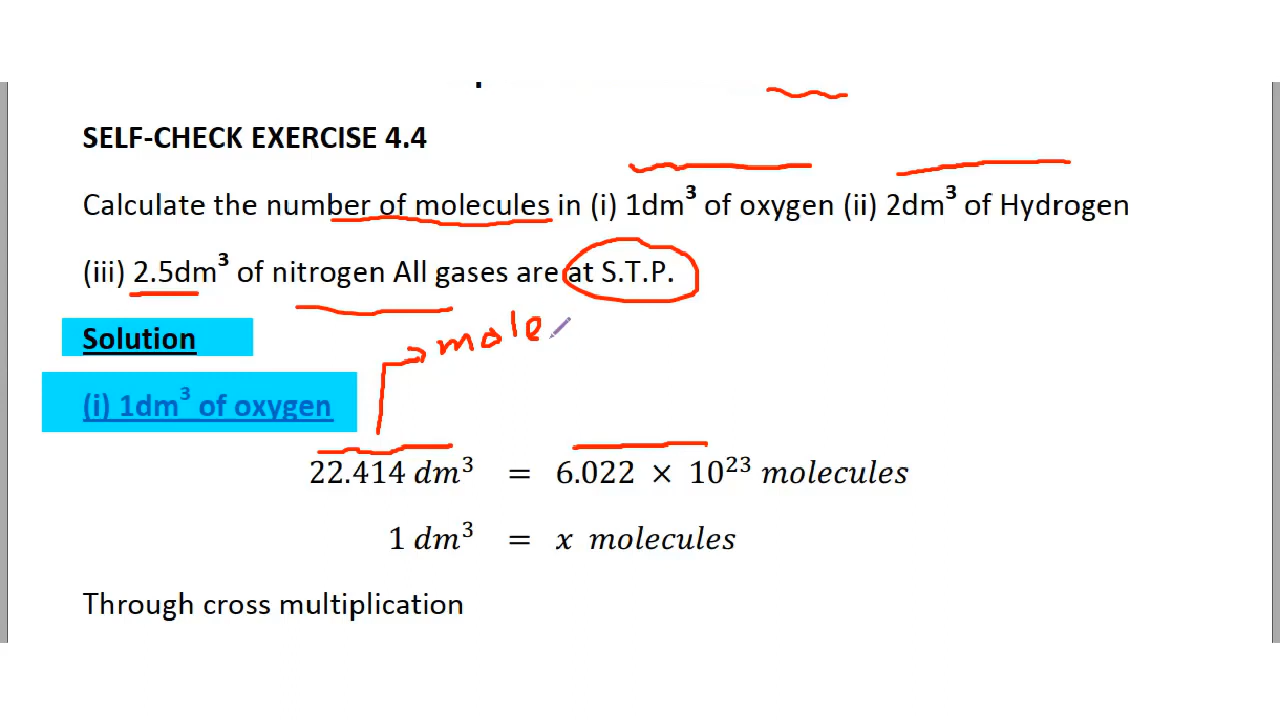 SELF-CHECK EXERCISE 4.4
Calculate the number of molecules in (i) 1dm³ of oxygen (ii) 2dm³ of Hydrogen
(iii) 2.5dm³ of nitrogen All gases are at S.T.P.
mole
Solution
(i) 1dm³ of oxygen
22.414 dm³ = 6.022 × 10²³ molecules
1 dm³ = x molecules
Through cross multiplication